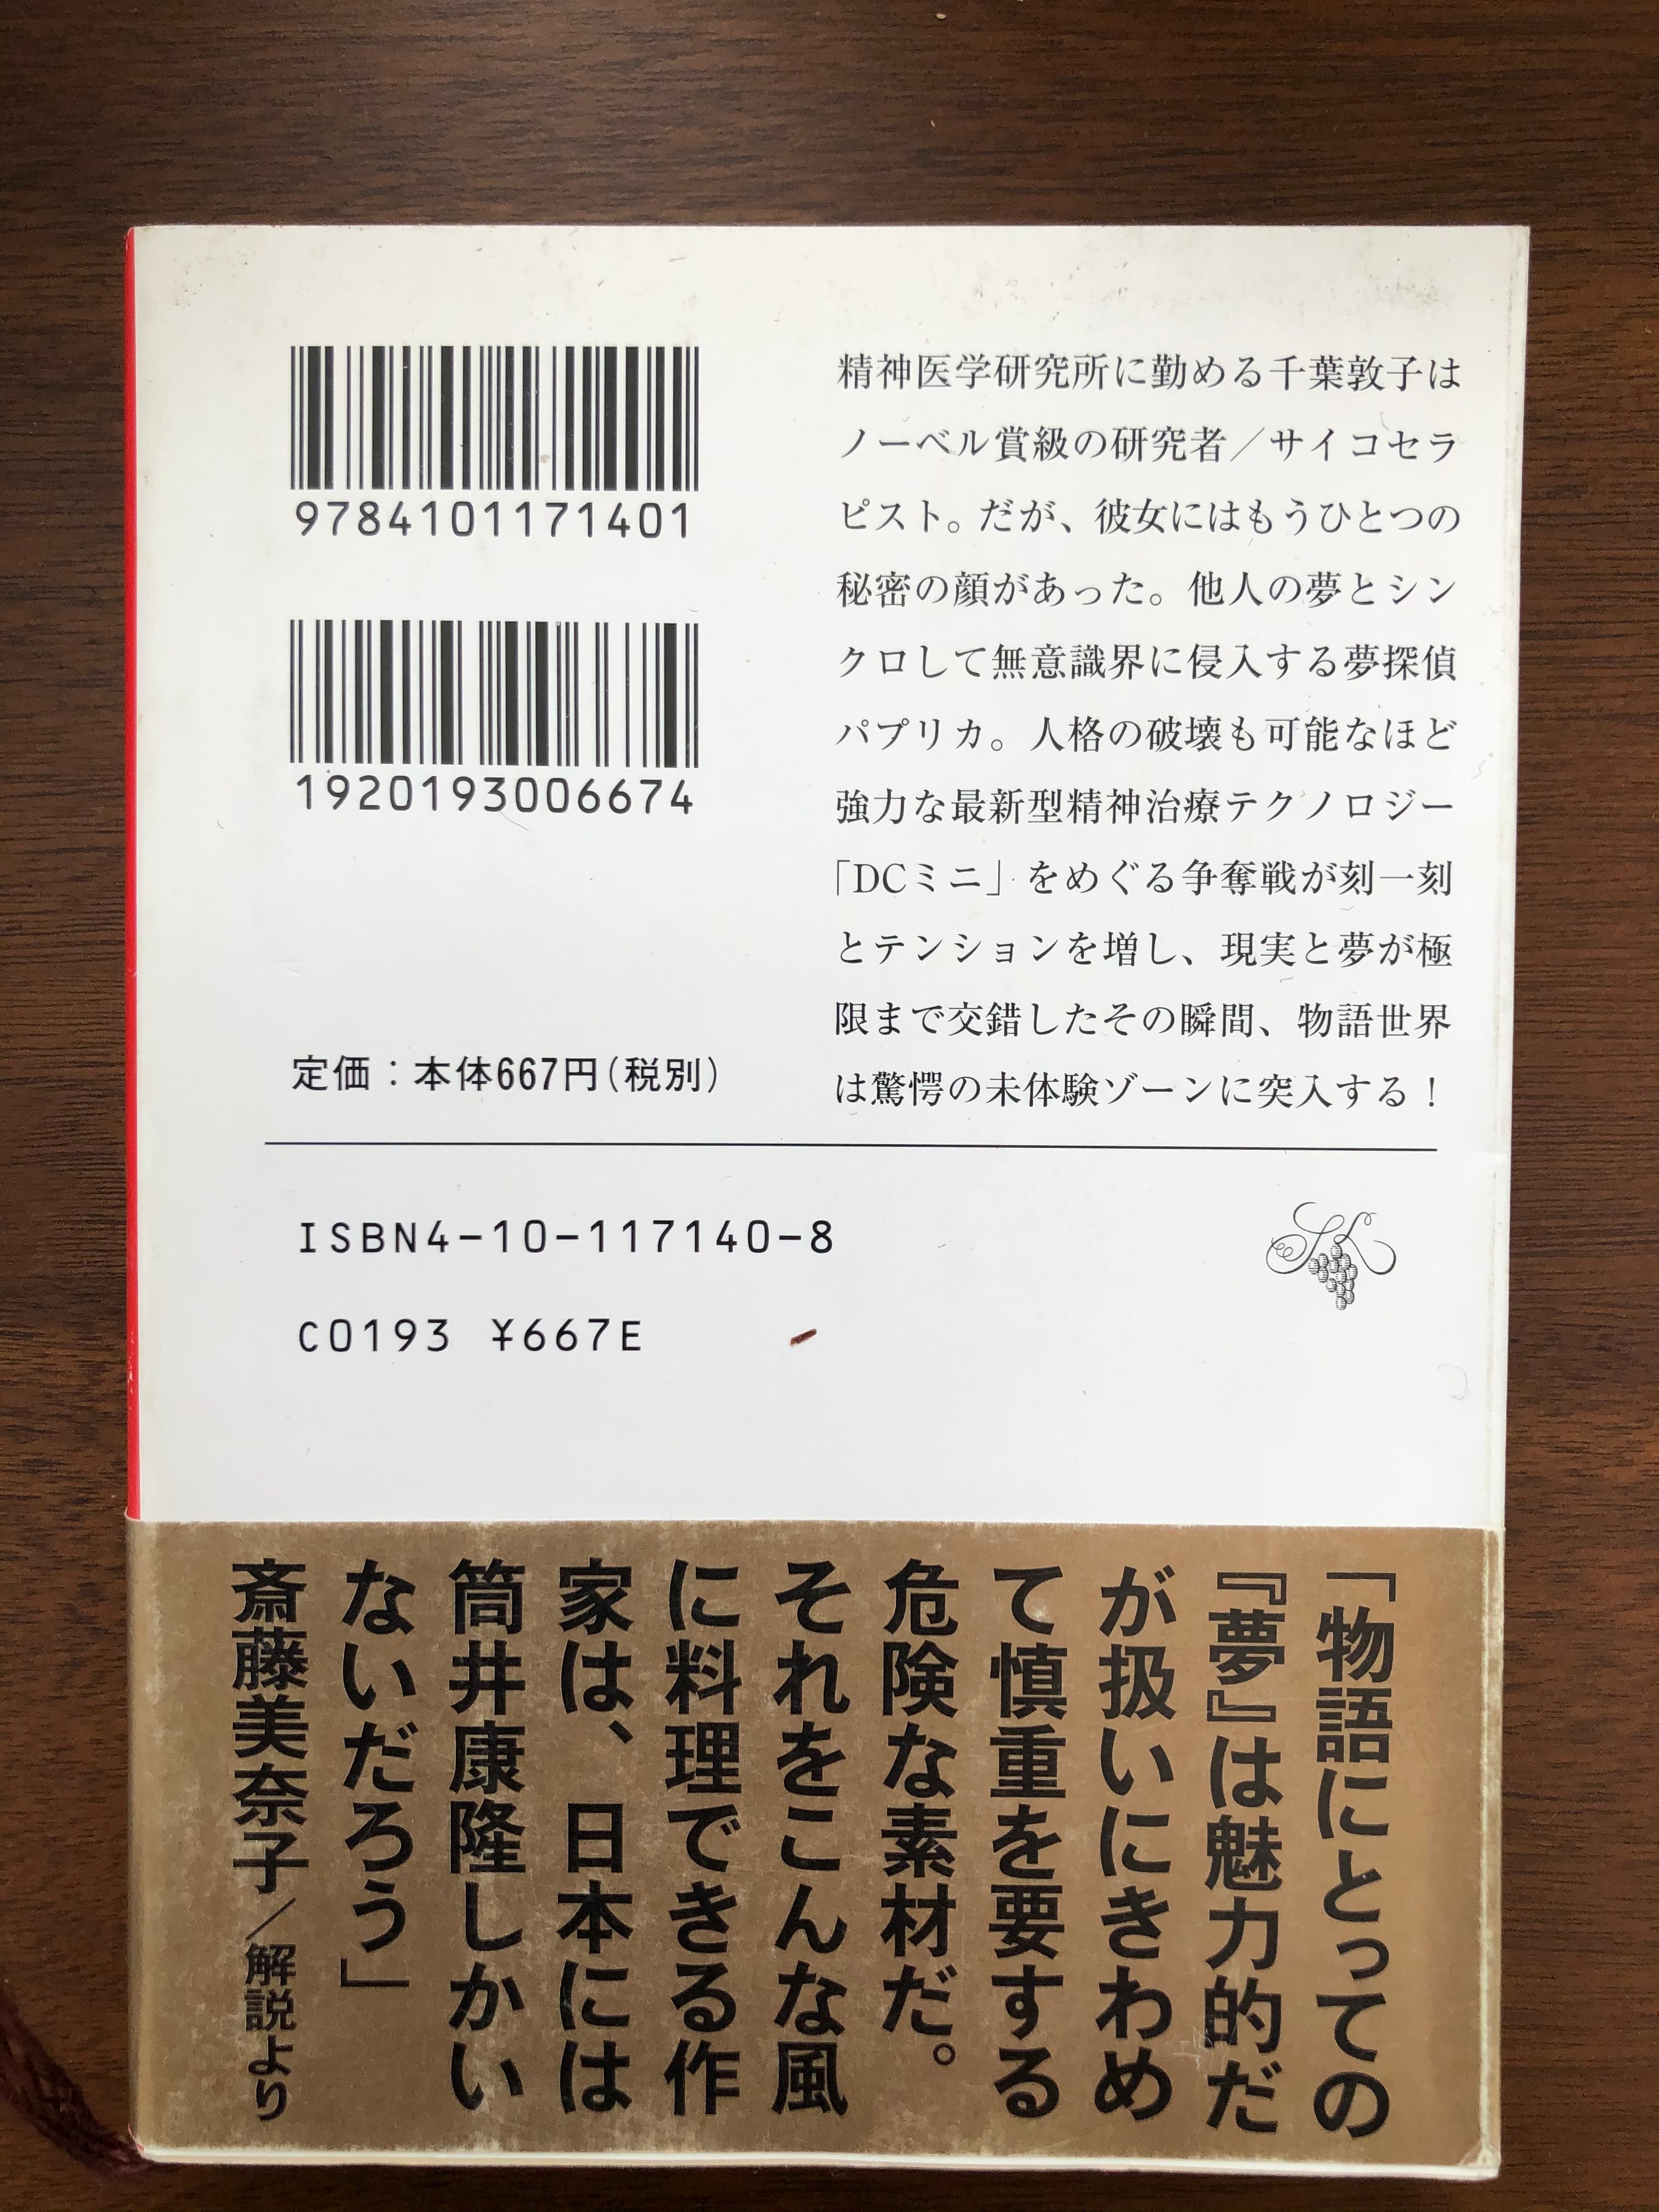 9784101171401
1920193006674
定価：本体667円(税別)
精神医学研究所に勤める千葉敦子は
ノーベル賞級の研究者／サイコセラ
ピスト。だが、彼女にはもうひとつの
秘密の顔があった。他人の夢とシン
クロして無意識界に侵入する夢探偵
パプリカ。人格の破壊も可能なほど
強力な最新型精神治療テクノロジー
「DCミニ」をめぐる争奪戦が刻一刻
とテンションを増し、現実と夢が極
限まで交錯したその瞬間、物語世界
は驚愕の未体験ゾーンに突入する！
ISBN4-10-117140-8
C0193 ¥667E
「物語にとっての
『夢』は魅力的だ
が扱いにきわめ
て慎重を要する
危険な素材だ。
それをこんな風
に料理できる作
家は、日本には
筒井康隆しかい
ないだろう」
斎藤美奈子／解説より